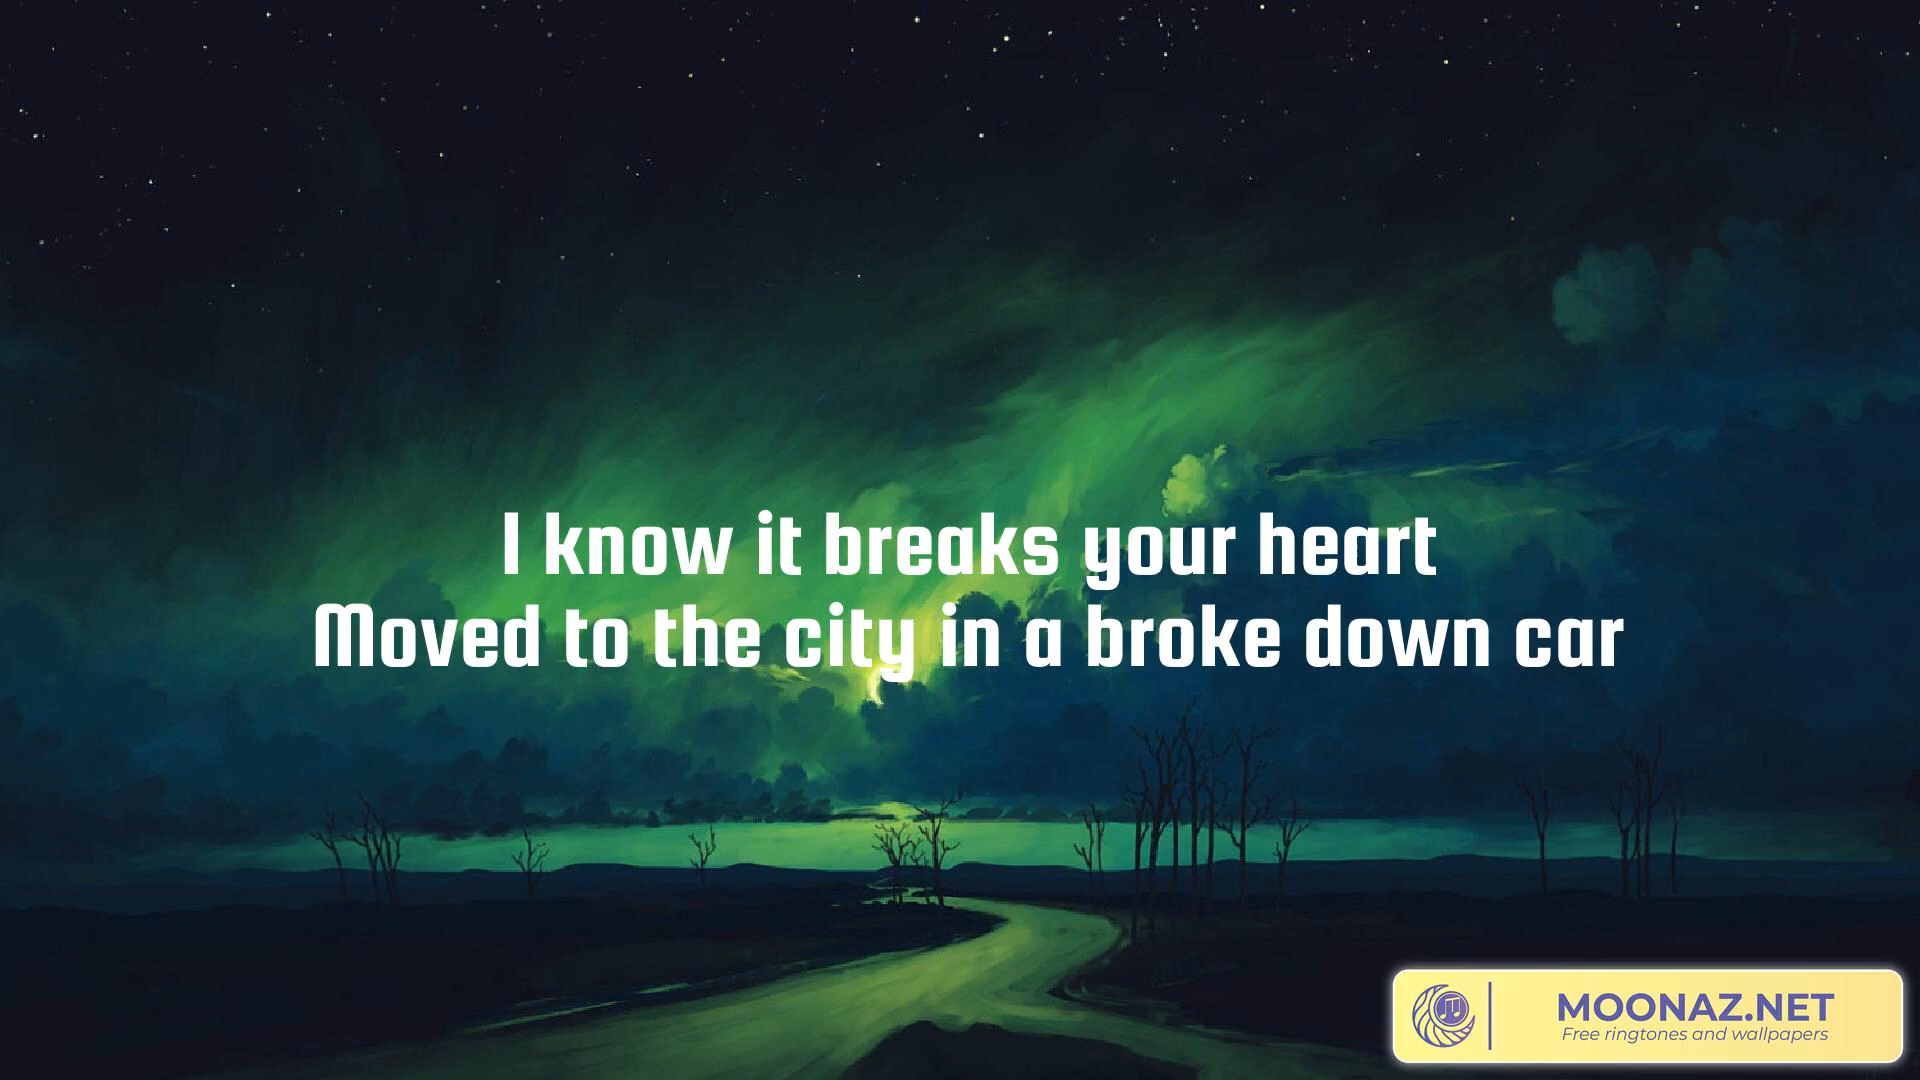 I know it breaks your heart
Moved to the city in a broke down car
MOONAZ.NET
Free ringtones and wallpapers